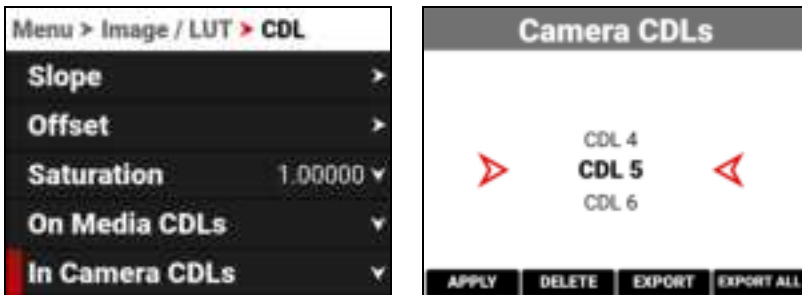 Menu > Image / LUT > CDL
Slope
Offset
Saturation 1.00000
On Media CDLs
In Camera CDLs
Camera CDLs
CDL 4
CDL 5
CDL 6
APPLY DELETE EXPORT EXPORT ALL